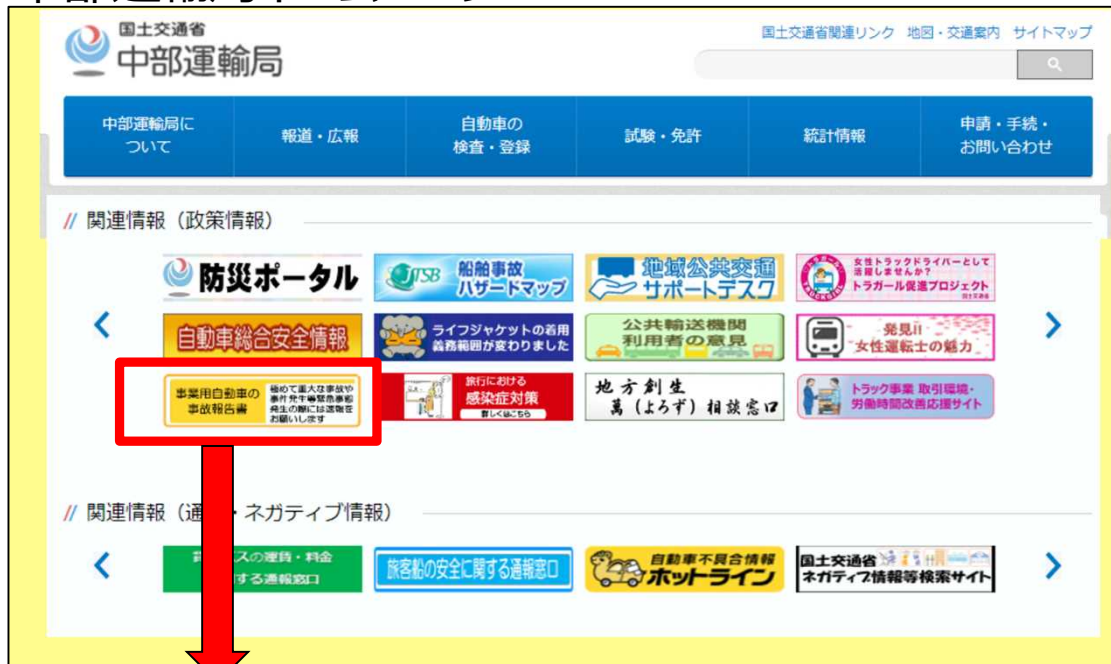 国土交通省
中部運輸局
国土交通省関連リンク 地図・交通案内 サイトマップ
中部運輸局に
ついて
報道・広報
自動車の
検査・登録
試験・免許
統計情報
申請・手続・
お問い合わせ
// 関連情報（政策情報）
防災ポータル
JTSB 船舶事故
ハザードマップ
地域公共交通
サポートデスク
女性トラックドライバーとして
活躍しませんか？
トラガール促進プロジェクト
国土交通省
自動車総合安全情報
ライフジャケットの着用
義務範囲が変わりました
公共輸送機関
利用者の意見
発見!!
女性運転士の魅力
事業用自動車の
事故報告書
極めて重大な事故や
事件発生等緊急事態
発生の際には速報を
お願いします
旅行における
感染症対策
詳しくはこちら
地方創生
萬（よろず）相談窓口
トラック事業 取引環境・
労働時間改善応援サイト
// 関連情報（通・ネガティブ情報）
スの運賃・料金
する通報窓口
旅客船の安全に関する通報窓口
自動車不具合情報
ホットライン
国土交通省
ネガティブ情報等検索サイト